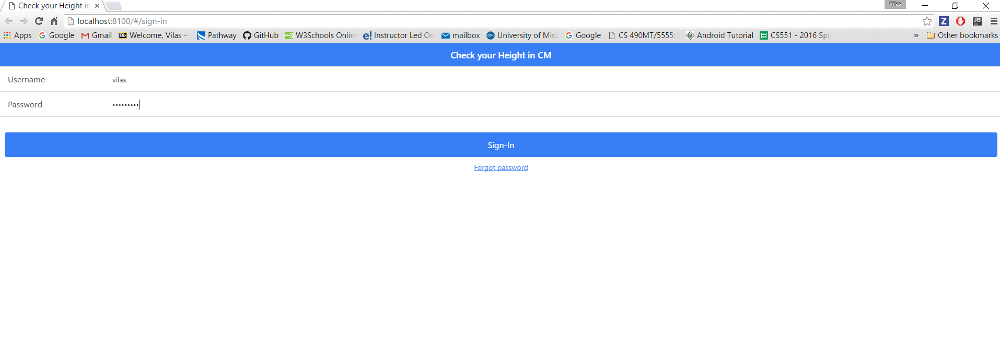 Check your Height in
Vilas
localhost:8100/#/sign-in
Z
JB
Apps Google Gmail Bb Welcome, Vilas – Pathway GitHub W3Schools Onlin e! Instructor Led On mailbox University of Miss Google CS 490MT/5555: Android Tutorial CS551 - 2016 Spr » Other bookmarks
Check your Height in CM
Username vilas
Password •••••••••
Sign-In
Forgot password